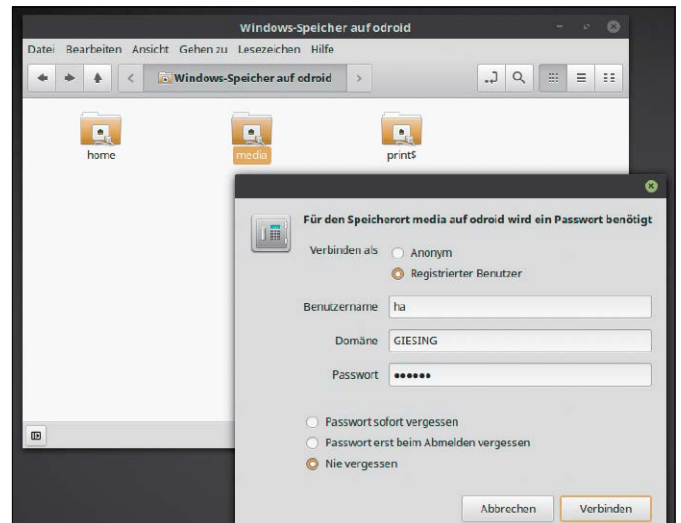 Windows-Speicher auf odroid
Datei Bearbeiten Ansicht Gehen zu Lesezeichen Hilfe
Windows-Speicher auf odroid
home media print$
Für den Speicherort media auf odroid wird ein Passwort benötigt
Verbinden als Anonym
Registrierter Benutzer
Benutzername ha
Domäne GIESING
Passwort ●●●●●●
Passwort sofort vergessen
Passwort erst beim Abmelden vergessen
Nie vergessen
Abbrechen Verbinden